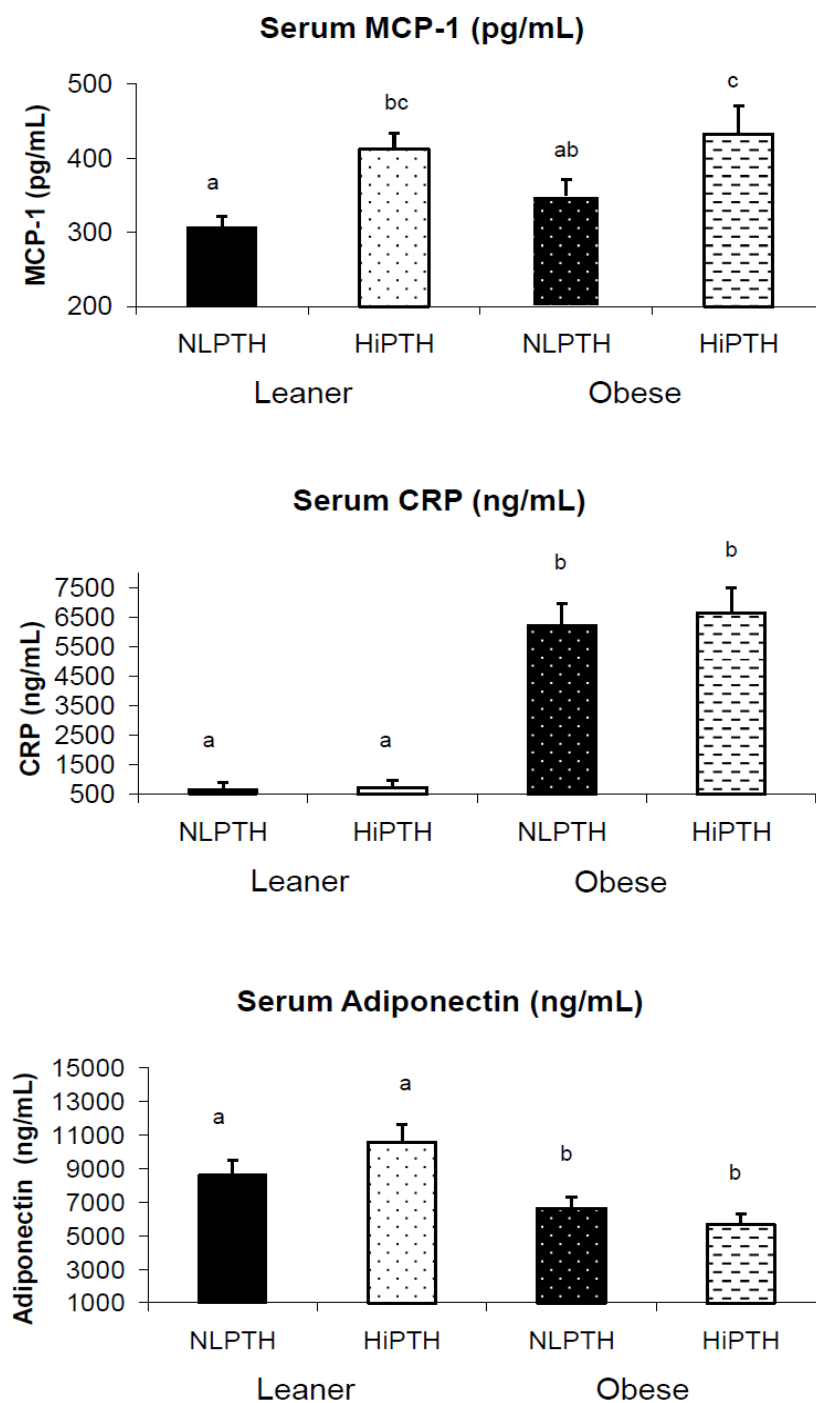 Serum MCP-1 (pg/mL)
MCP-1 (pg/mL)
500
400
300
200
a
bc
ab
c
NLPTH HiPTH NLPTH HiPTH
Leaner Obese
Serum CRP (ng/mL)
CRP (ng/mL)
7500
6500
5500
4500
3500
2500
1500
500
a
a
b
b
NLPTH HiPTH NLPTH HiPTH
Leaner Obese
Serum Adiponectin (ng/mL)
Adiponectin (ng/mL)
15000
13000
11000
9000
7000
5000
3000
1000
a
a
b
b
NLPTH HiPTH NLPTH HiPTH
Leaner Obese